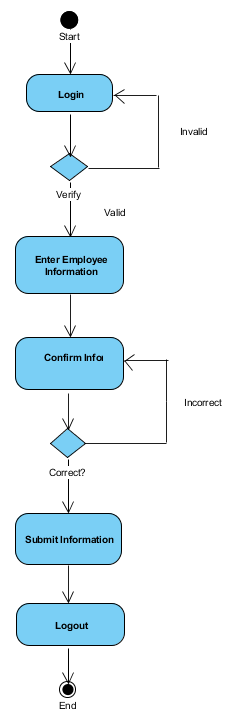 Start
Login
Invalid
Verify
Valid
Enter Employee
Information
Confirm Infor
Incorrect
Correct?
Submit Information
Logout
End